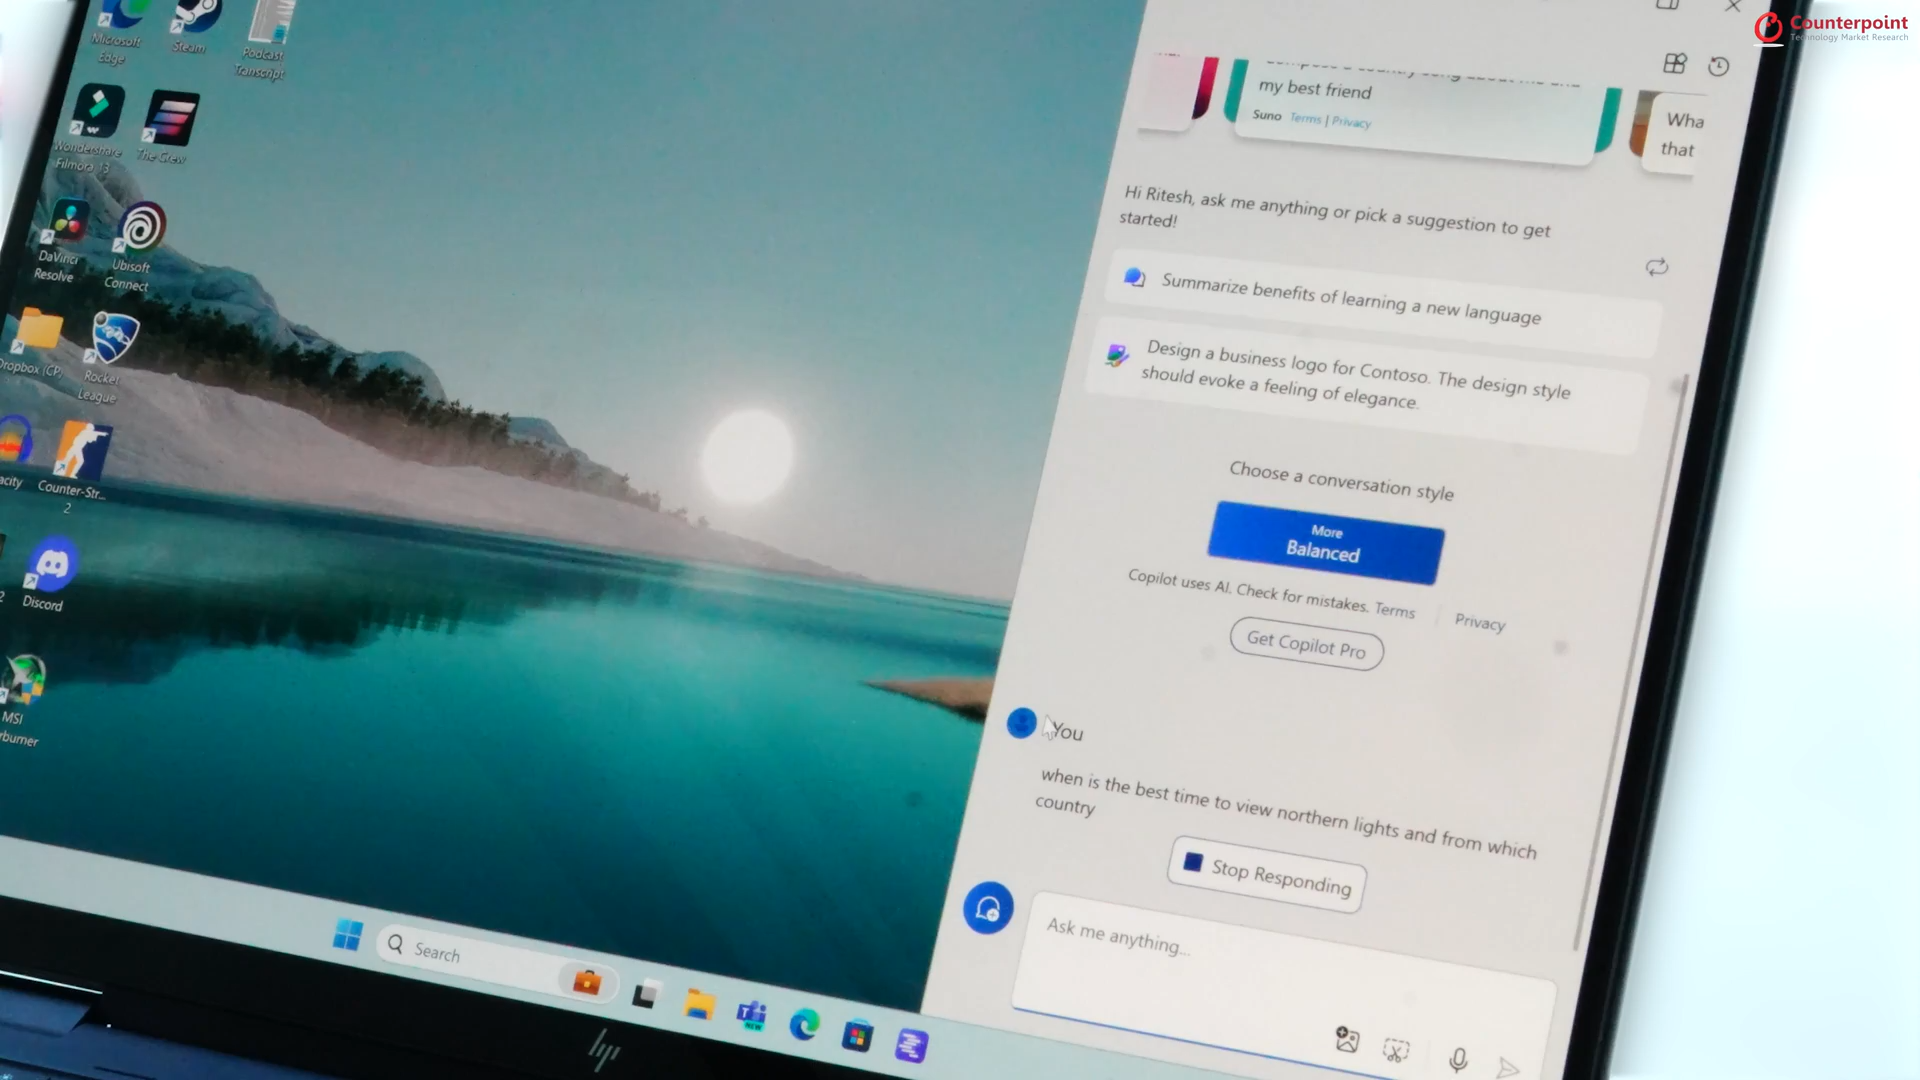 Counterpoint
Technology Market Research
Microsoft
Edge
Steam
Podcast
Transcript
Wondershare
Filmora 13
The Crew
DaVinci
Resolve
Ubisoft
Connect
Dropbox (CP
Rocket
League
acity
Counter-Str...
2
2
Discord
MSI
rburner
my best friend
Suno Terms | Privacy
Wha
that
Hi Ritesh, ask me anything or pick a suggestion to get
started!
Summarize benefits of learning a new language
Design a business logo for Contoso. The design style
should evoke a feeling of elegance.
Choose a conversation style
More
Balanced
Copilot uses AI. Check for mistakes. Terms Privacy
Get Copilot Pro
You
when is the best time to view northern lights and from which
country
Stop Responding
Ask me anything...
Search
NEW
hp